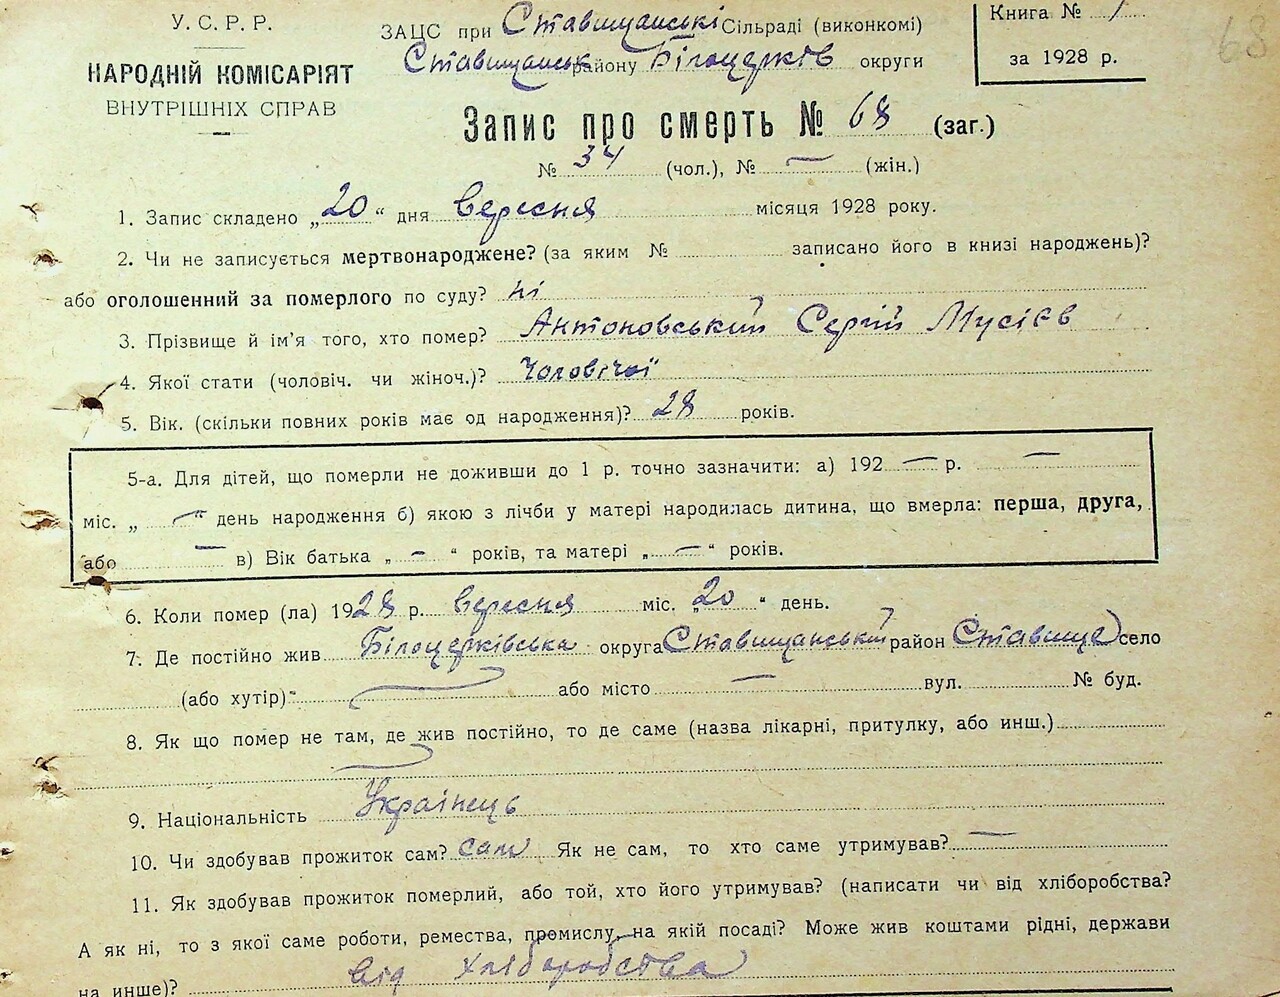 У.С.Р.Р.
НАРОДНІЙ КОМІСАРІЯТ
ВНУТРІШНІХ СПРАВ
ЗАЦС при Ставищанські Сільраді (виконкомі)
Ставищанськ району Білоцерків округи
Книга № 1
за 1928 р.
68
Запис про смерть № 68 (заг.)
№ 34 (чол.), № — (жін.)
1. Запис складено „20“ дня вересня місяця 1928 року.
2. Чи не записується мертвонароджене? (за яким № записано його в книзі народжень)?
або оголошенний за померлого по суду? ні
3. Прізвище й ім'я того, хто помер? Антоновський Сергій Мусієв
4. Якої стати (чоловіч. чи жіноч.)? Чоловічої
5. Вік. (скільки повних років має од народження)? 28 років.
5-а. Для дітей, що померли не доживши до 1 р. точно зазначити: а) 192 — р. —
міс. „ — “ день народження б) якою з лічби у матері народилась дитина, що вмерла: перша, друга,
або — в) Вік батька „ - “ років, та матері „ — “ років.
6. Коли помер (ла) 1928 р. вересня міс. „20“ день.
7. Де постійно жив Білоцерківська округа Ставищанський район Ставище село
(або хутір) — або місто — вул. № буд.
8. Як що помер не там, де жив постійно, то де саме (назва лікарні, притулку, або инш.)
9. Національність Українець
10. Чи здобував прожиток сам? сам Як не сам, то хто саме утримував? —
11. Як здобував прожиток померлий, або той, хто його утримував? (написати чи від хліборобства?
А як ні, то з якої саме роботи, ремества, промислу, на якій посаді? Може жив коштами рідні, держави
на инше)? від хліборобства